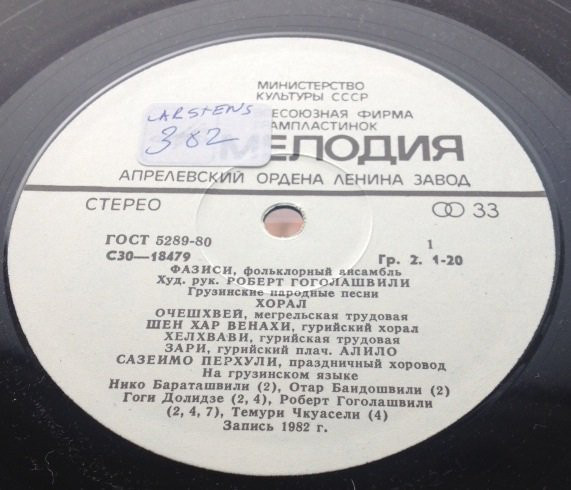 МИНИСТЕРСТВО
КУЛЬТУРЫ СССР
CARSTENS
382
ЕСОЮЗНАЯ ФИРМА
АМПЛАСТИНОК
МЕЛОДИЯ
АПРЕЛЕВСКИЙ ОРДЕНА ЛЕНИНА ЗАВОД
СТЕРЕО
33
ГОСТ 5289-80
1
С30—18479
Гр. 2. 1-20
ФАЗИСИ, фольклорный ансамбль
Худ. рук. РОБЕРТ ГОГОЛАШВИЛИ
Грузинские народные песни
ХОРАЛ
ОЧЕШХВЕЙ, мегрельская трудовая
ШЕН ХАР ВЕНАХИ, гурийский хорал
ХЕЛХВАВИ, гурийская трудовая
ЗАРИ, гурийский плач. АЛИЛО
САЗЕИМО ПЕРХУЛИ, праздничный хоровод
На грузинском языке
Нико Бараташвили (2), Отар Баидошвили (2)
Гоги Долидзе (2, 4), Роберт Гоголашвили
(2, 4, 7), Темури Чкуасели (4)
Запись 1982 г.